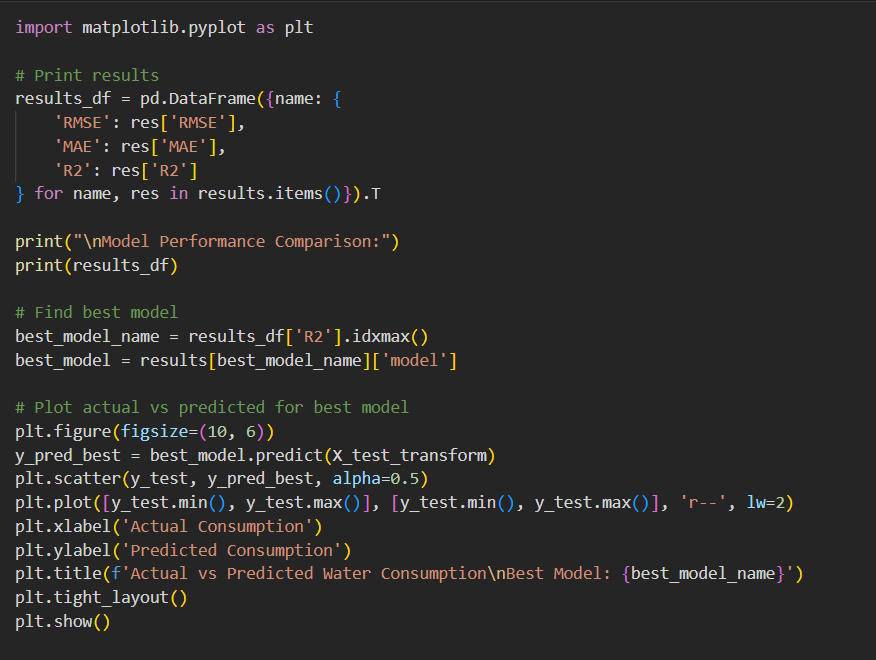 import matplotlib.pyplot as plt
# Print results
results_df = pd.DataFrame({name: {
    'RMSE': res['RMSE'],
    'MAE': res['MAE'],
    'R2': res['R2']
} for name, res in results.items()}).T
print("\nModel Performance Comparison:")
print(results_df)
# Find best model
best_model_name = results_df['R2'].idxmax()
best_model = results[best_model_name]['model']
# Plot actual vs predicted for best model
plt.figure(figsize=(10, 6))
y_pred_best = best_model.predict(X_test_transform)
plt.scatter(y_test, y_pred_best, alpha=0.5)
plt.plot([y_test.min(), y_test.max()], [y_test.min(), y_test.max()], 'r--', lw=2)
plt.xlabel('Actual Consumption')
plt.ylabel('Predicted Consumption')
plt.title(f'Actual vs Predicted Water Consumption\nBest Model: {best_model_name}')
plt.tight_layout()
plt.show()